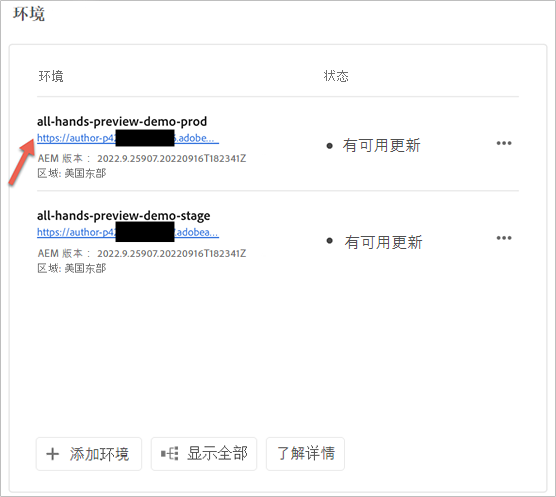 环境
环境 状态
all-hands-preview-demo-prod
https://author-p4 .adobe...
有可用更新 •••
AEM 版本： 2022.9.25907.20220916T182341Z
区域: 美国东部
all-hands-preview-demo-stage
https://author-p4 .adobea...
有可用更新 •••
AEM 版本： 2022.9.25907.20220916T182341Z
区域: 美国东部
添加环境 显示全部 了解详情